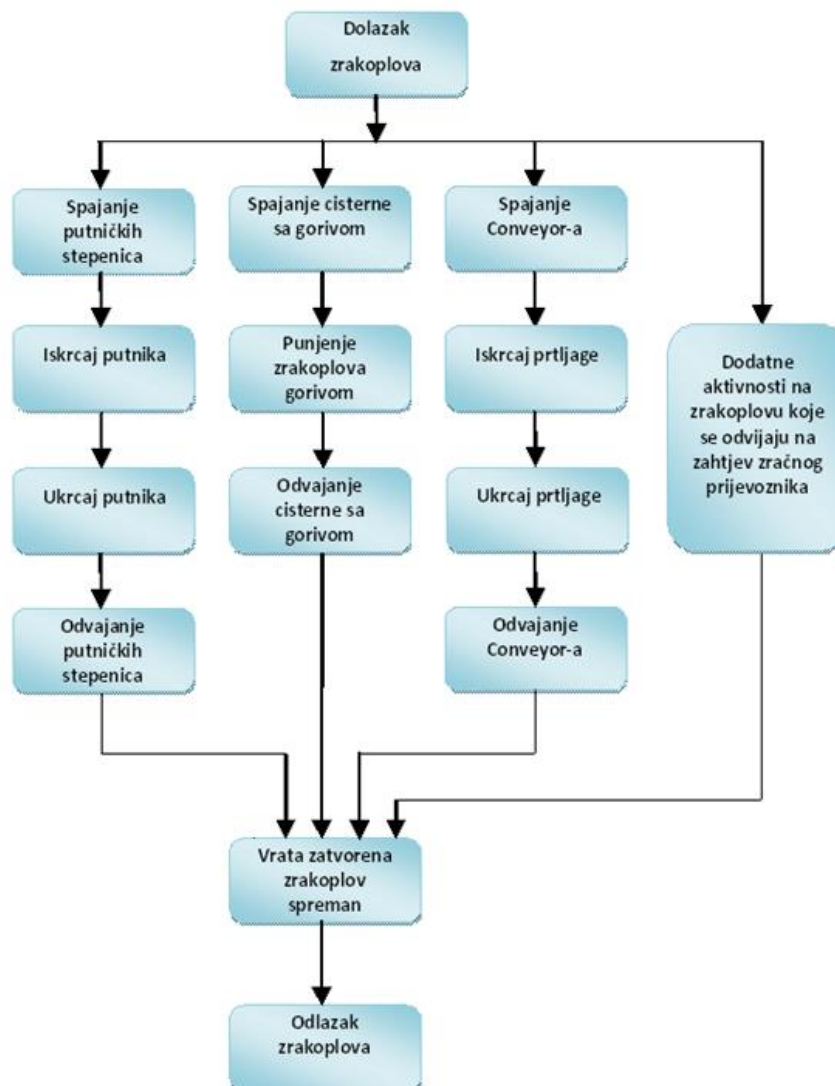 Dolazak
zrakoplova
Spajanje
putničkih
stepenica
Spajanje cisterne
sa gorivom
Spajanje
Conveyor-a
Iskrcaj putnika
Punjenje
zrakoplova
gorivom
Iskrcaj prtljage
Dodatne
aktivnosti na
zrakoplovu koje
se odvijaju na
zahtjev zračnog
prijevoznika
Ukrcaj putnika
Odvajanje
cisterne sa
gorivom
Ukrcaj prtljage
Odvajanje
putničkih
stepenica
Odvajanje
Conveyor-a
Vrata zatvorena
zrakoplov
spreman
Odlazak
zrakoplova